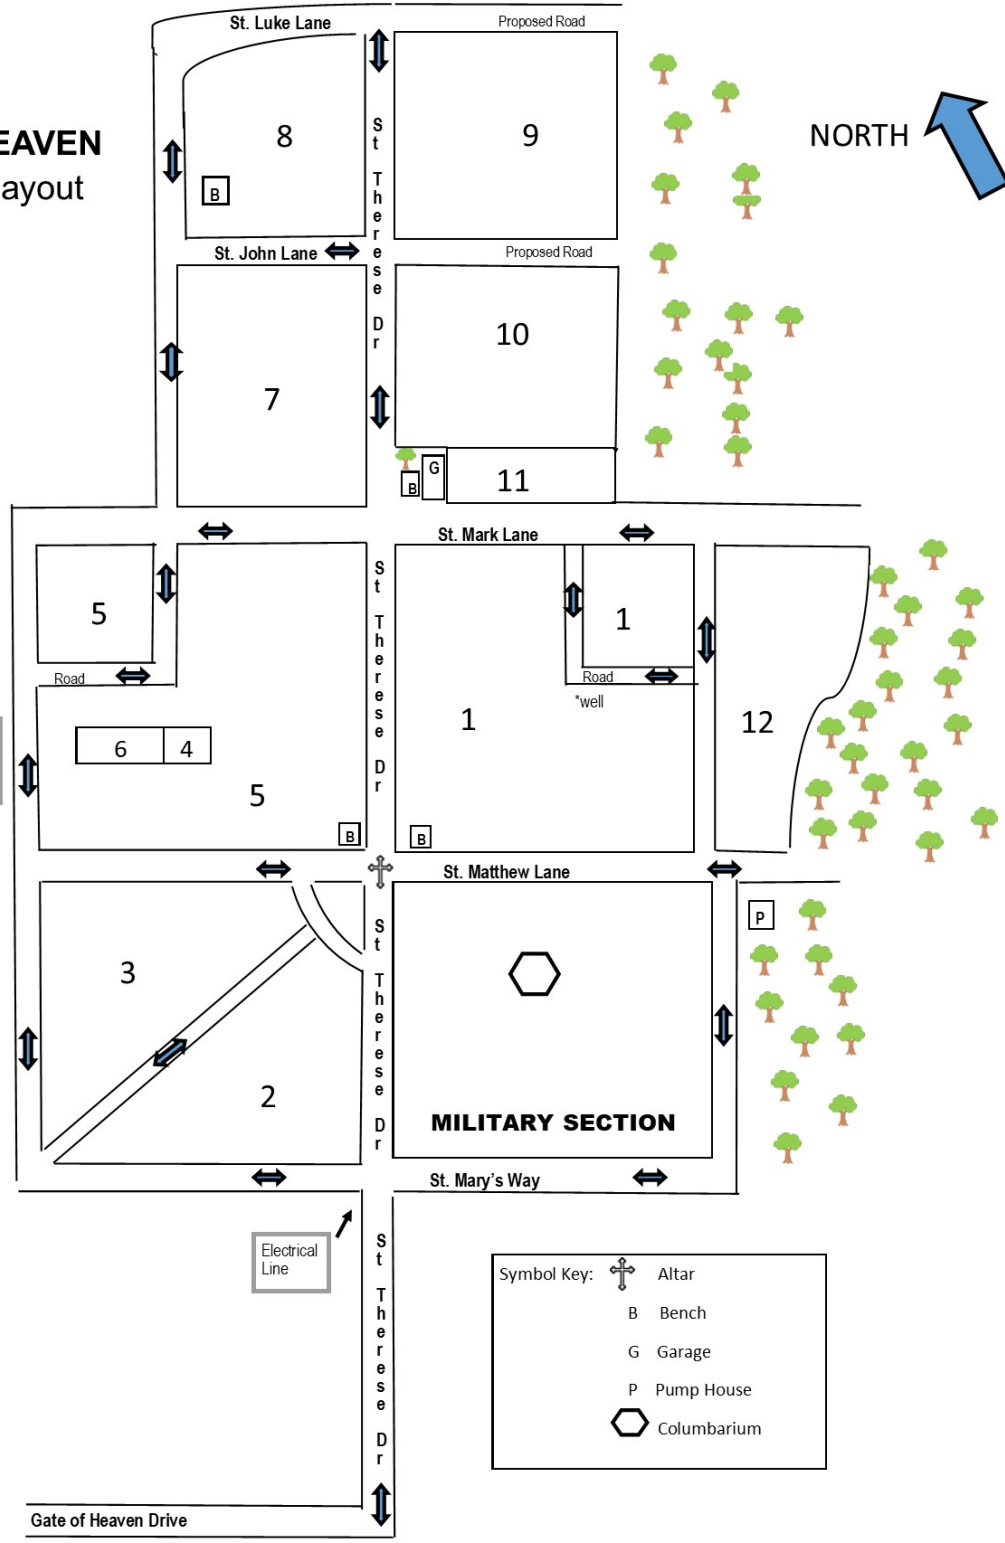 St. Luke Lane
Proposed Road
EAVEN
ayout
NORTH
8
9
B
St Therese Dr
St. John Lane
Proposed Road
10
7
B
G
11
St. Mark Lane
5
1
St Therese Dr
Road
Road
*well
1
12
6
4
5
B
B
St. Matthew Lane
P
St Therese Dr
3
2
MILITARY SECTION
St. Mary's Way
Electrical
Line
St Therese Dr
Symbol Key:
Altar
B Bench
G Garage
P Pump House
Columbarium
Gate of Heaven Drive